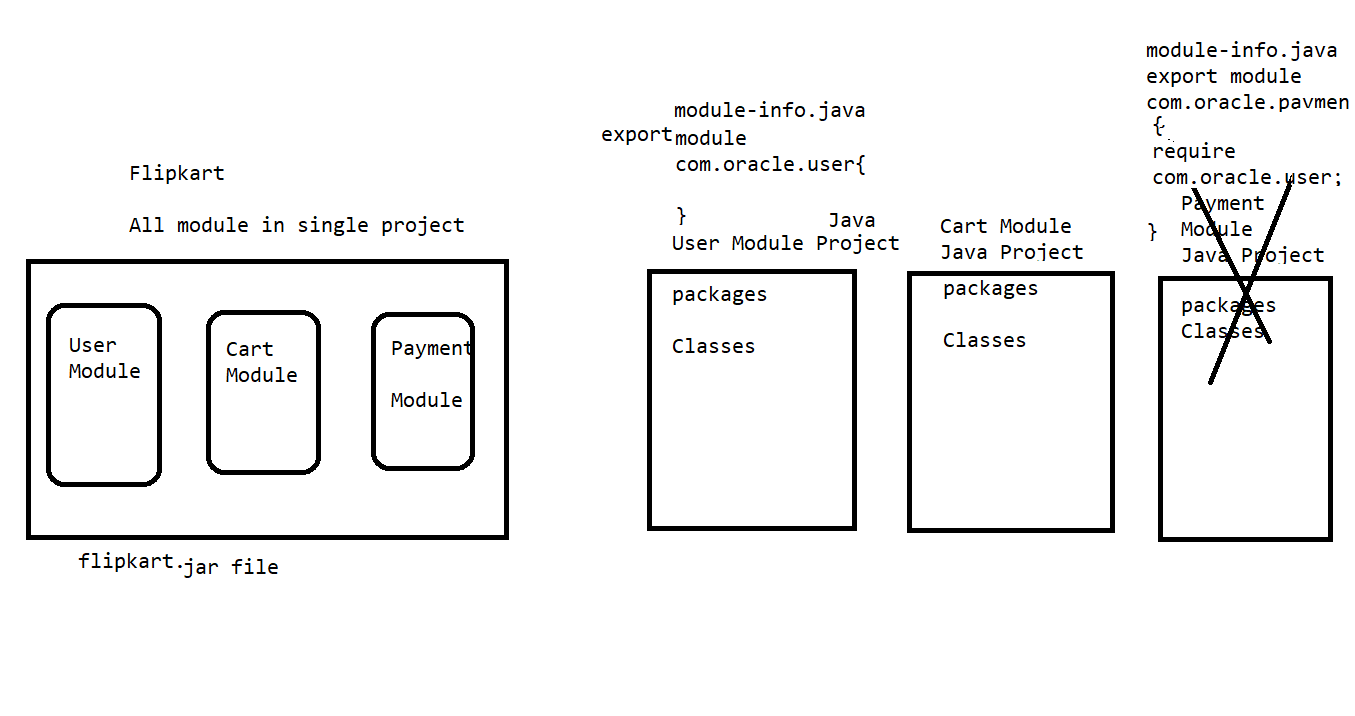 Flipkart
All module in single project
User
Module
Cart
Module
Payment
Module
flipkart.jar file
module-info.java
export module
com.oracle.user{
}
Java
User Module Project
packages
Classes
Cart Module
Java Project
packages
Classes
module-info.java
export module
com.oracle.paymen
{
require
com.oracle.user;
Payment
} Module
Java Project
packages
Classes